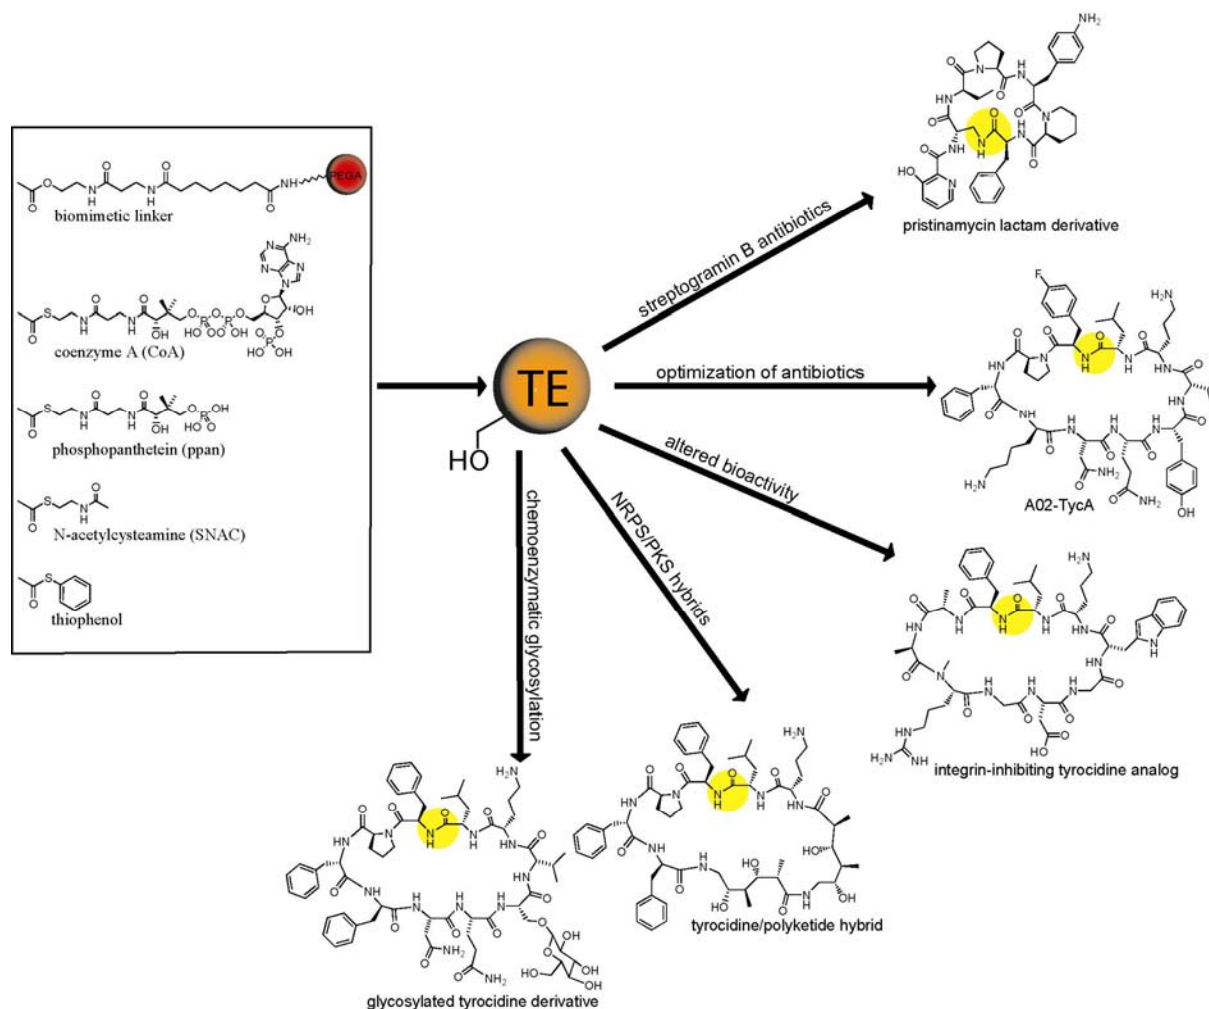 PEGA
biomimetic linker
coenzyme A (CoA)
phosphopanthetein (ppan)
N-acetylcysteamine (SNAC)
thiophenol
TE
HO
streptogramin B antibiotics
optimization of antibiotics
altered bioactivity
NRPS/PKS hybrids
chemoenzymatic glycosylation
pristinamycin lactam derivative
A02-TycA
integrin-inhibiting tyrocidine analog
tyrocidine/polyketide hybrid
glycosylated tyrocidine derivative